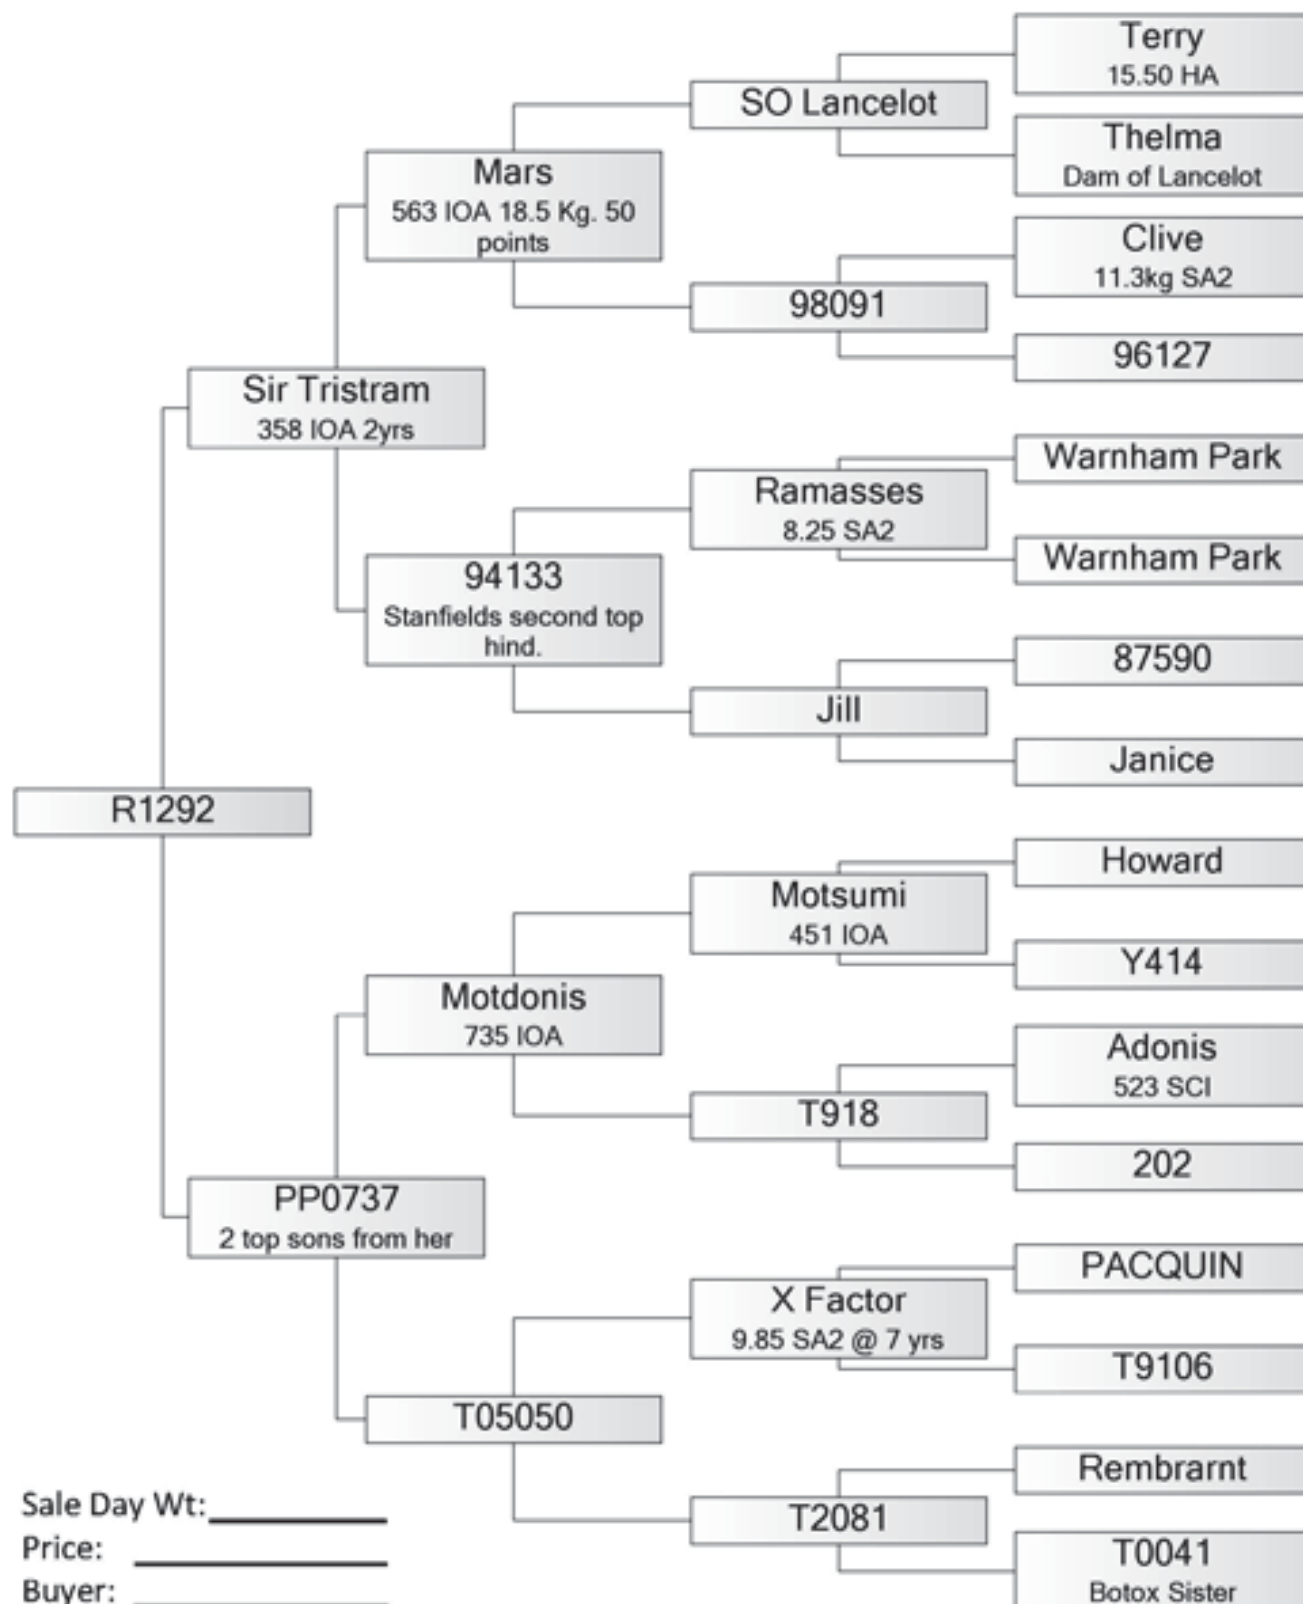 Terry
15.50 HA
SO Lancelot
Thelma
Dam of Lancelot
Mars
563 IOA 18.5 Kg. 50
points
Clive
11.3kg SA2
98091
96127
Sir Tristram
358 IOA 2yrs
Warnham Park
Ramasses
8.25 SA2
Warnham Park
94133
Stanfields second top
hind.
87590
Jill
Janice
R1292
Howard
Motsumi
451 IOA
Y414
Motdonis
735 IOA
Adonis
523 SCI
T918
202
PP0737
2 top sons from her
PACQUIN
X Factor
9.85 SA2 @ 7 yrs
T9106
T05050
Rembrarnt
T2081
T0041
Botox Sister
Sale Day Wt:
Price:
Buyer: